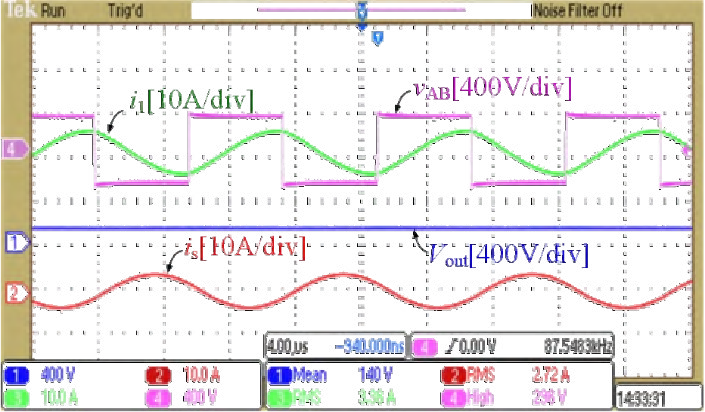 Tek Run Trig'd Noise Filter Off
i1[10A/div] vAB[400V/div]
4
is[10A/div] Vout[400V/div]
1
2
4.00µs -340.000ns 4 0.00 V 87.5483kHz
1 400 V 2 10.0 A 1 Mean 140 V 2 RMS 2.72 A
3 10.0 A 4 400 V 3 RMS 4 High
14:33:31